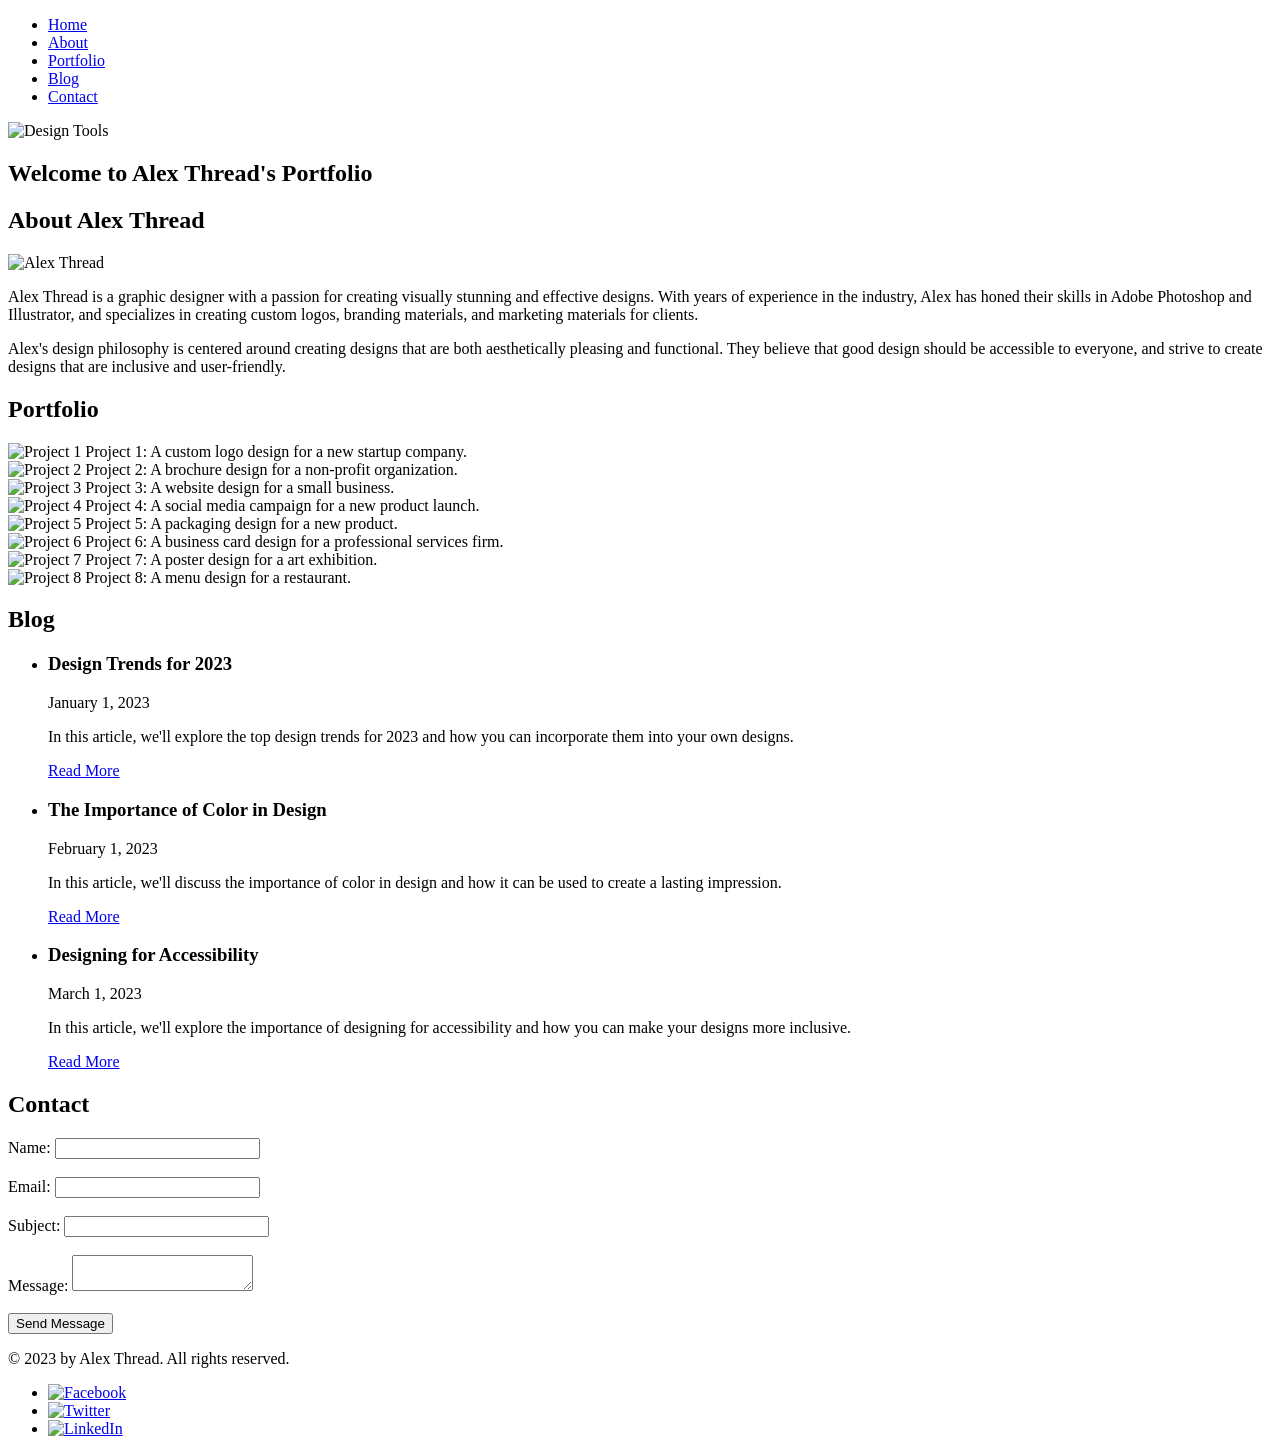 Home
About
Portfolio
Blog
Contact
Design Tools
Welcome to Alex Thread's Portfolio
About Alex Thread
Alex Thread
Alex Thread is a graphic designer with a passion for creating visually stunning and effective designs. With years of experience in the industry, Alex has honed their skills in Adobe Photoshop and
Illustrator, and specializes in creating custom logos, branding materials, and marketing materials for clients.
Alex's design philosophy is centered around creating designs that are both aesthetically pleasing and functional. They believe that good design should be accessible to everyone, and strive to create
designs that are inclusive and user-friendly.
Portfolio
Project 1 Project 1: A custom logo design for a new startup company.
Project 2 Project 2: A brochure design for a non-profit organization.
Project 3 Project 3: A website design for a small business.
Project 4 Project 4: A social media campaign for a new product launch.
Project 5 Project 5: A packaging design for a new product.
Project 6 Project 6: A business card design for a professional services firm.
Project 7 Project 7: A poster design for a art exhibition.
Project 8 Project 8: A menu design for a restaurant.
Blog
Design Trends for 2023
January 1, 2023
In this article, we'll explore the top design trends for 2023 and how you can incorporate them into your own designs.
Read More
The Importance of Color in Design
February 1, 2023
In this article, we'll discuss the importance of color in design and how it can be used to create a lasting impression.
Read More
Designing for Accessibility
March 1, 2023
In this article, we'll explore the importance of designing for accessibility and how you can make your designs more inclusive.
Read More
Contact
Name:
Email:
Subject:
Message:
Send Message
© 2023 by Alex Thread. All rights reserved.
Facebook
Twitter
LinkedIn